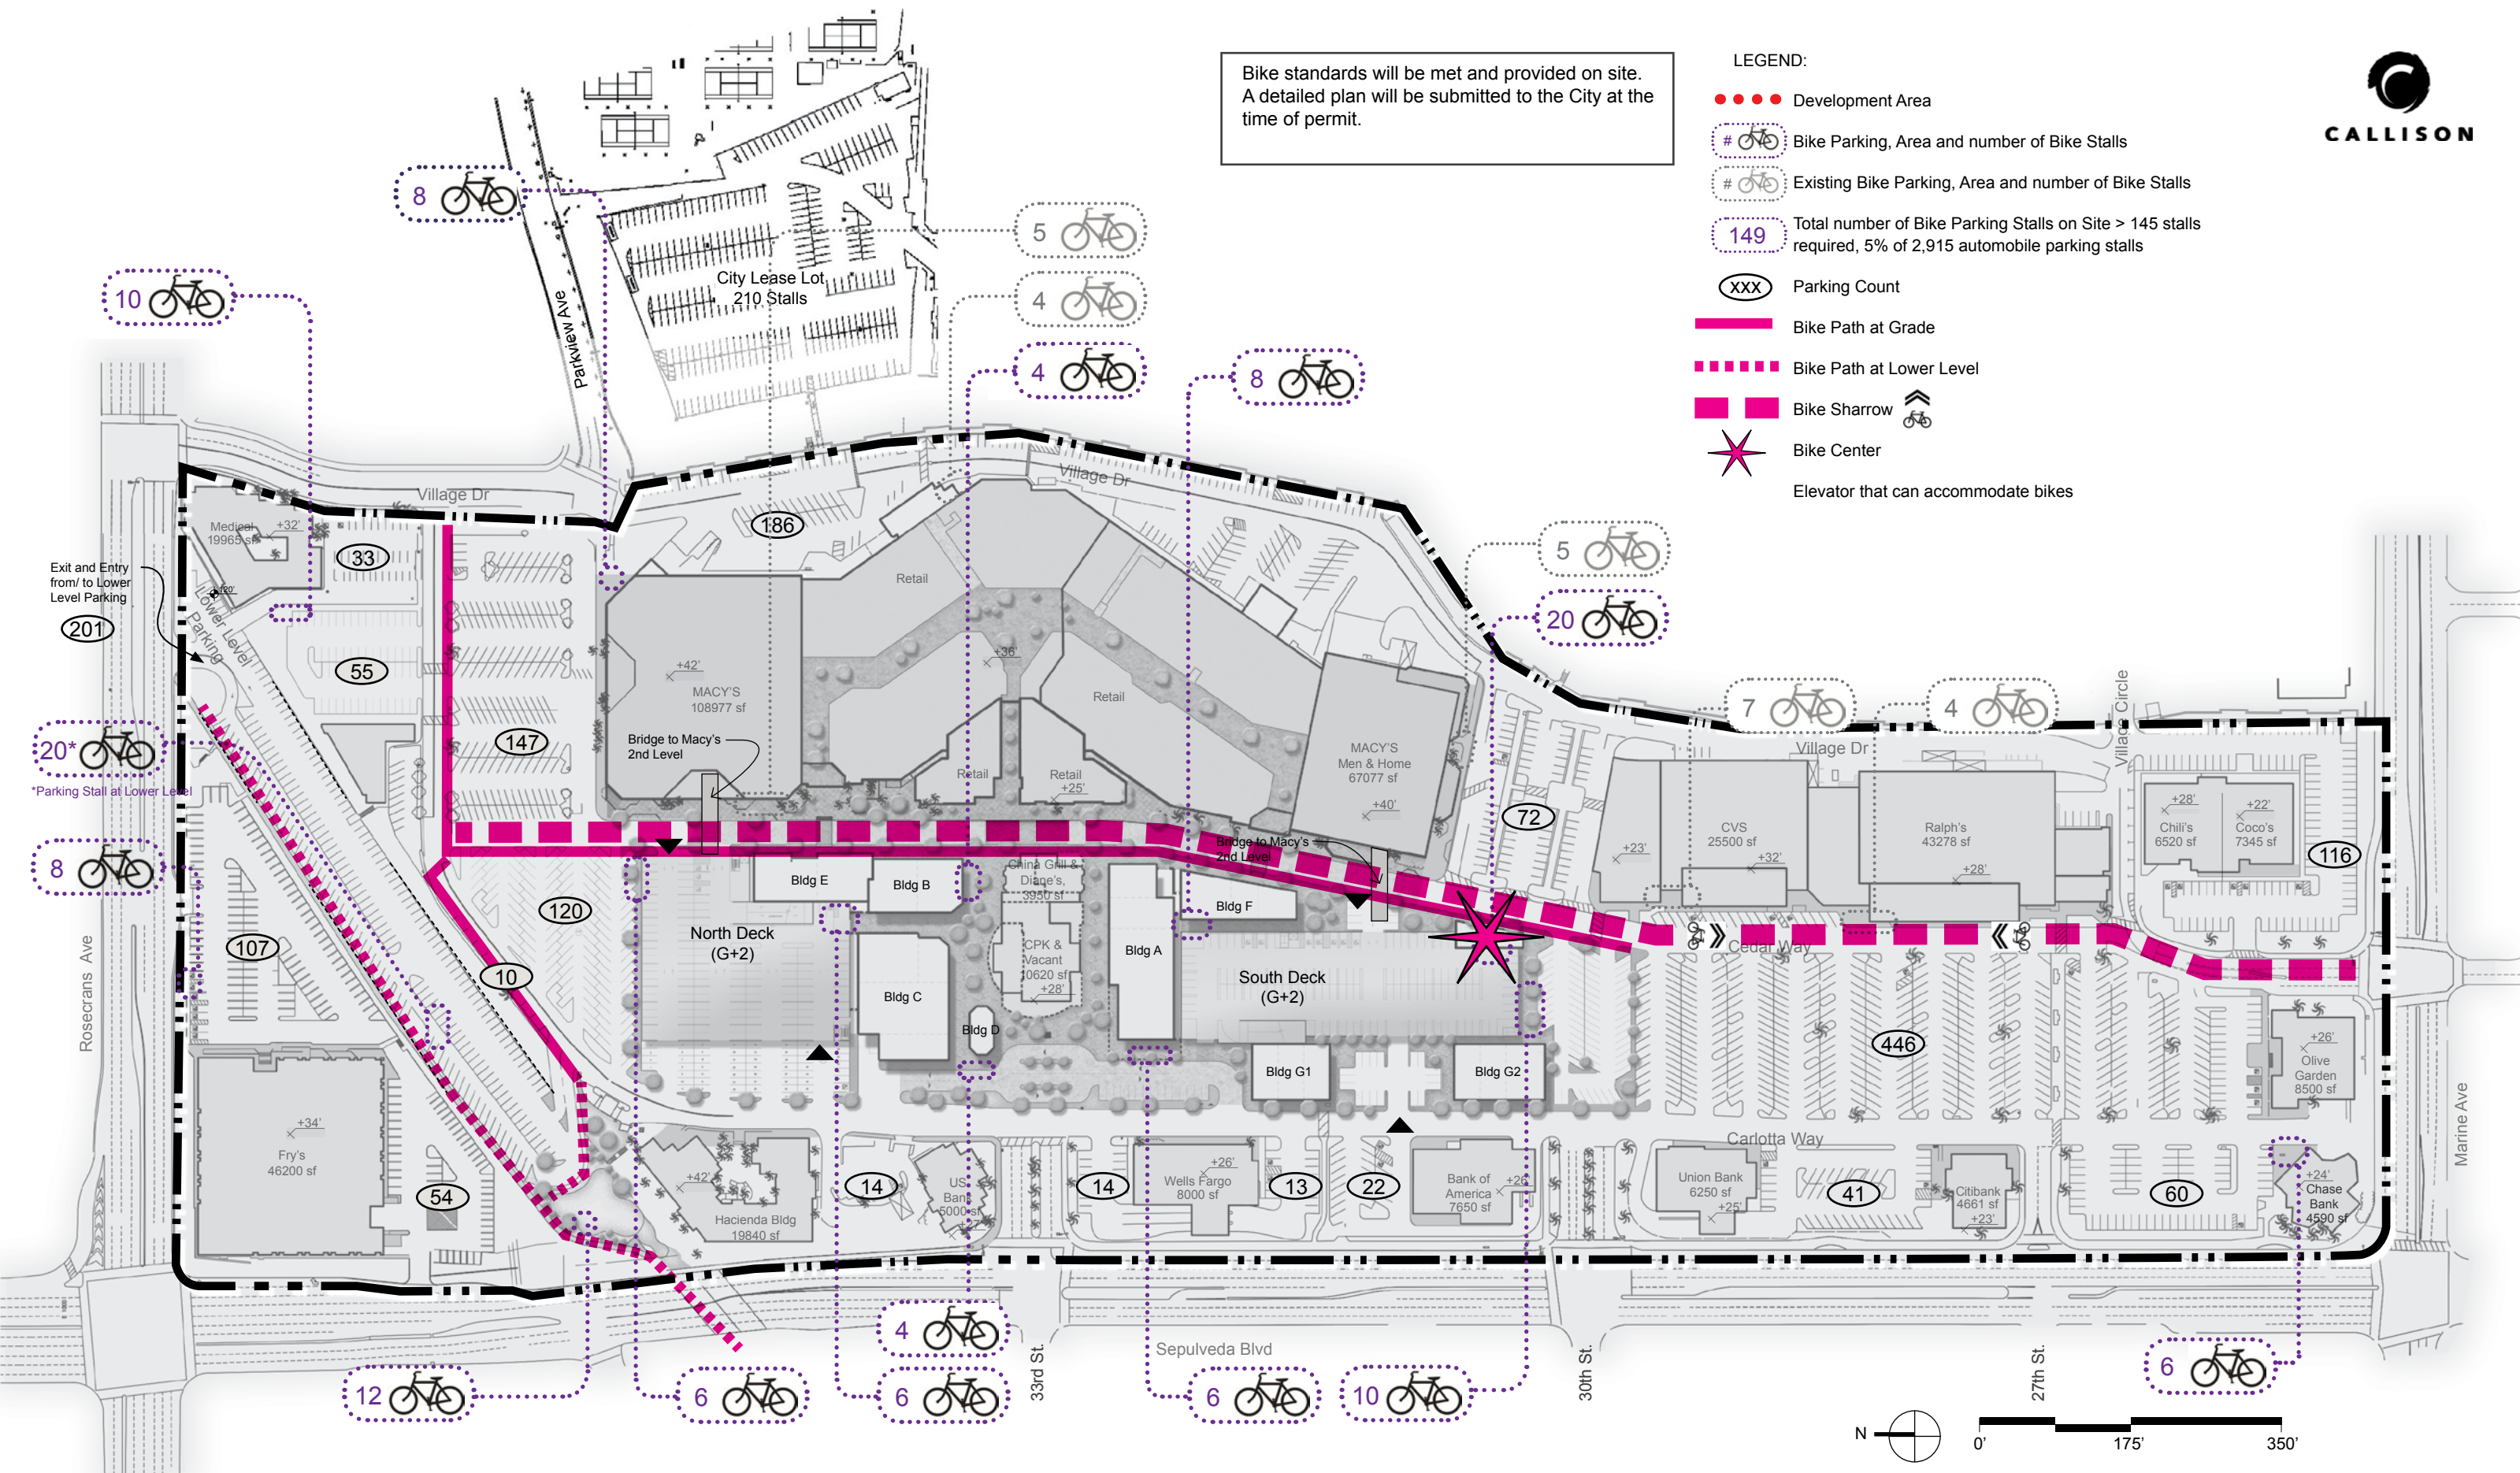 Bike standards will be met and provided on site.
A detailed plan will be submitted to the City at the
time of permit.
LEGEND:
Development Area
# Bike Parking, Area and number of Bike Stalls
# Existing Bike Parking, Area and number of Bike Stalls
149 Total number of Bike Parking Stalls on Site > 145 stalls
required, 5% of 2,915 automobile parking stalls
XXX Parking Count
Bike Path at Grade
Bike Path at Lower Level
Bike Sharrow
Bike Center
Elevator that can accommodate bikes
CALLISON
8
5
City Lease Lot
210 Stalls
10
4
Parkview Ave
4
8
Village Dr
Village Dr
186
Medical
19965 sf
+32'
33
Exit and Entry
from/ to Lower
Level Parking
201
+20'
Lower Level
Parking
55
Retail
5
20
+42'
MACY'S
108977 sf
+36'
Retail
7
4
Village Circle
147
20*
*Parking Stall at Lower Level
Bridge to Macy's
2nd Level
Retail
Retail
+25'
MACY'S
Men & Home
67077 sf
+40'
Village Dr
72
CVS
25500 sf
+23'
+32'
Ralph's
43278 sf
+28'
+28'
Chili's
6520 sf
+22'
Coco's
7345 sf
116
8
Bridge to Macy's
2nd Level
Bldg E
Bldg B
China Grill &
Diane's,
3950 sf
Bldg F
120
107
North Deck
(G+2)
CPK &
Vacant
10620 sf
+28'
Bldg A
South Deck
(G+2)
Cedar Way
10
Bldg C
Bldg D
Rosecrans Ave
446
+26'
Olive
Garden
8500 sf
Bldg G1
Bldg G2
Marine Ave
+34'
Fry's
46200 sf
54
+42'
Hacienda Bldg
19840 sf
14
US
Bank
5000 sf
14
+26'
Wells Fargo
8000 sf
13
22
Bank of
America
7650 sf
Carlotta Way
Union Bank
6250 sf
+25'
41
Citibank
4661 sf
+23'
60
+24'
Chase
Bank
4590 sf
4
33rd St.
Sepulveda Blvd
30th St.
27th St.
12
6
6
6
10
6
N
0'
175'
350'